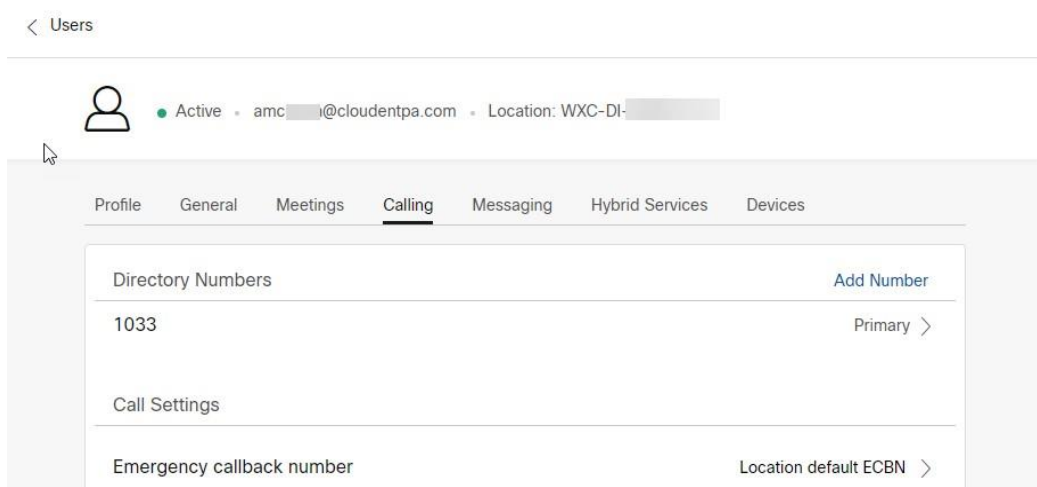 Users
Active amc @cloudentpa.com Location: WXC-DI-
Profile General Meetings Calling Messaging Hybrid Services Devices
Directory Numbers Add Number
1033 Primary
Call Settings
Emergency callback number Location default ECBN